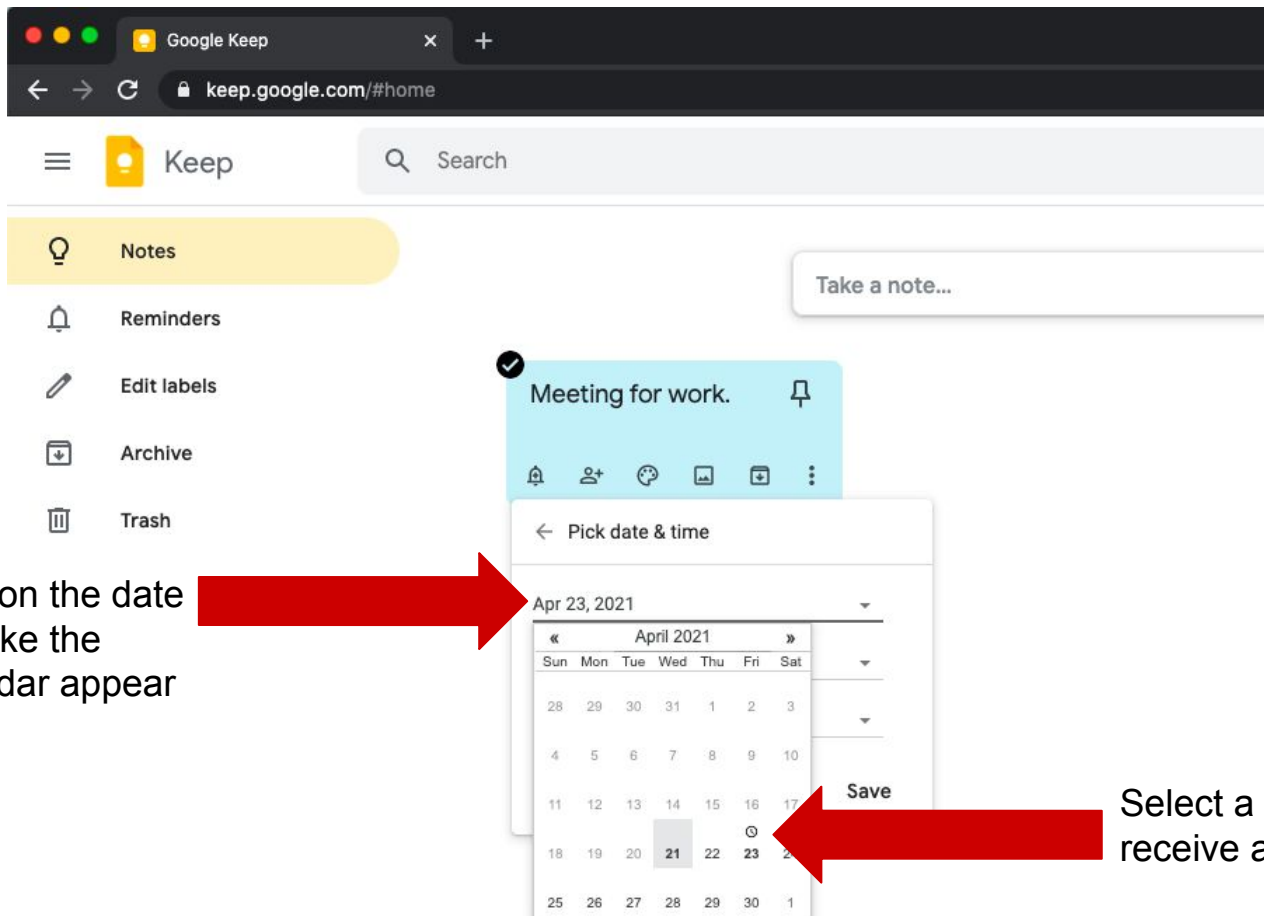 Google Keep
keep.google.com/#home
Keep
Search
Notes
Take a note...
Reminders
Edit labels
Meeting for work.
Archive
Trash
Pick date & time
on the date
ke the
dar appear
Apr 23, 2021
« April 2021 »
Sun Mon Tue Wed Thu Fri Sat
28 29 30 31 1 2 3
4 5 6 7 8 9 10
11 12 13 14 15 16 17
18 19 20 21 22 23
25 26 27 28 29 30 1
Save
Select a
receive a